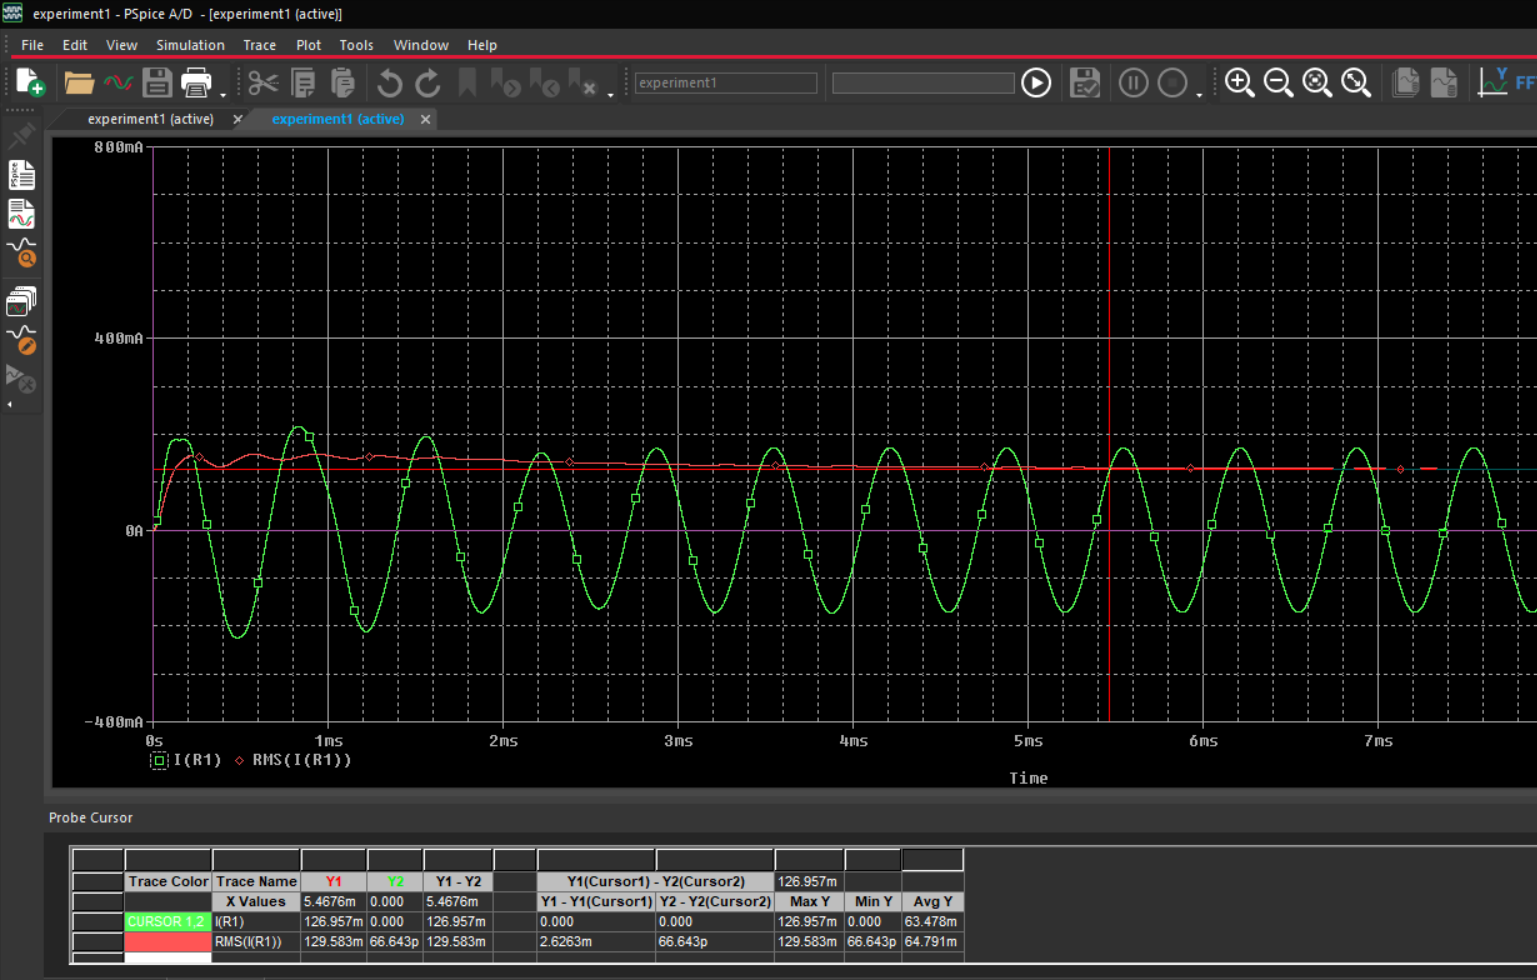 experiment1 - PSpice A/D - [experiment1 (active)]
File Edit View Simulation Trace Plot Tools Window Help
experiment1
Y
FF
experiment1 (active) experiment1 (active)
PSpice
800mA
400mA
0A
-400mA
0s 1ms 2ms 3ms 4ms 5ms 6ms 7ms
I(R1) RMS(I(R1))
Time
Probe Cursor
Trace Color Trace Name Y1 Y2 Y1 - Y2 Y1(Cursor1) - Y2(Cursor2) 126.957m
X Values 5.4676m 0.000 5.4676m Y1 - Y1(Cursor1) Y2 - Y2(Cursor2) Max Y Min Y Avg Y
CURSOR 1,2 I(R1) 126.957m 0.000 126.957m 0.000 0.000 126.957m 0.000 63.478m
RMS(I(R1)) 129.583m 66.643p 129.583m 2.6263m 66.643p 129.583m 66.643p 64.791m